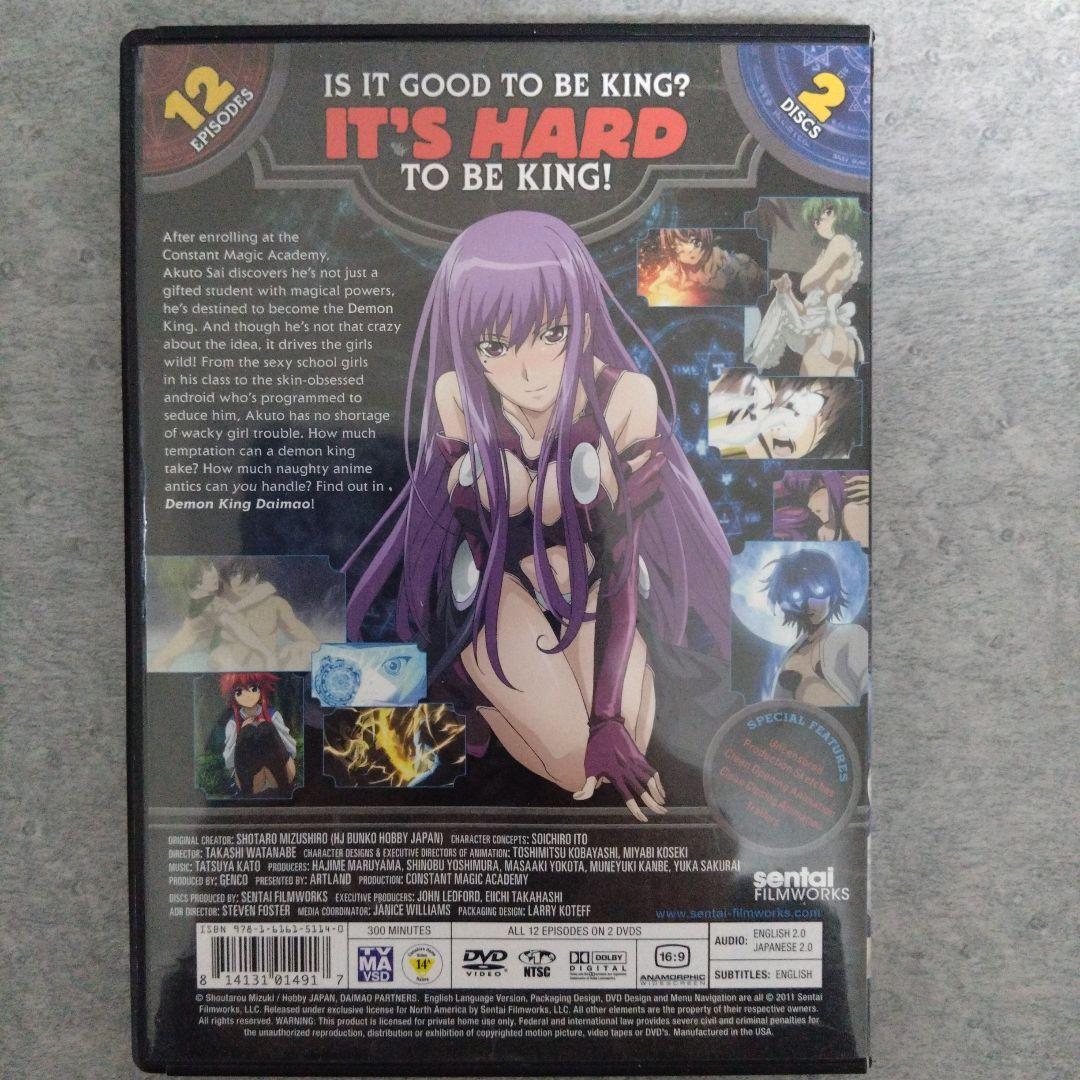 12
EPISODES
IS IT GOOD TO BE KING?
IT'S HARD
TO BE KING!
2
DISCS
After enrolling at the
Constant Magic Academy,
Akuto Sai discovers he's not just a
gifted student with magical powers,
he's destined to become the Demon
King. And though he's not that crazy
about the idea, it drives the girls
wild! From the sexy school girls
in his class to the skin-obsessed
android who's programmed to
seduce him, Akuto has no shortage
of wacky girl trouble. How much
temptation can a demon king
take? How much naughty anime
antics can you handle? Find out in
Demon King Daimao!
SPECIAL FEATURES
Uncensored
Production Sketches
Clean Opening Animation
Clean Closing Animation
Trailers
ORIGINAL CREATOR: SHOTARO MIZUSHIRO (HJ BUNKO HOBBY JAPAN) CHARACTER CONCEPTS: SOICHIRO ITO
DIRECTOR: TAKASHI WATANABE CHARACTER DESIGNS & EXECUTIVE DIRECTORS OF ANIMATION: TOSHIMITSU KOBAYASHI, MIYABI KOSEKI
MUSIC: TATSUYA KATO PRODUCERS: HAJIME MARUYAMA, SHINOBU YOSHIMURA, MASAAKI YOKOTA, MUNEYUKI KANBE, YUKA SAKURAI
PRODUCED BY: GENCO PRESENTED BY: ARTLAND PRODUCTION: CONSTANT MAGIC ACADEMY
DISCS PRODUCED BY: SENTAI FILMWORKS EXECUTIVE PRODUCERS: JOHN LEDFORD, EIICHI TAKAHASHI
ADR DIRECTOR: STEVEN FOSTER MEDIA COORDINATOR: JANICE WILLIAMS PACKAGING DESIGN: LARRY KOTEFF
sentai
FILMWORKS
www.sentai-filmworks.com
ISBN 978-1-6161-5114-0
8 14131 01491 7
300 MINUTES
ALL 12 EPISODES ON 2 DVDS
TV
MA
VSD
14A
DVD
VIDEO
NTSC
DOLBY
DIGITAL
16:9
ANAMORPHIC
WIDESCREEN
AUDIO: ENGLISH 2.0
JAPANESE 2.0
SUBTITLES: ENGLISH
© Shoutarou Mizuki / Hobby JAPAN, DAIMAO PARTNERS. English Language Version, Packaging Design, DVD Design and Menu Navigation are all © 2011 Sentai
Filmworks, LLC. Released under exclusive license for North America by Sentai Filmworks, LLC. All other elements are the property of their respective owners.
All rights reserved. WARNING: This product is licensed for private home use only. Federal and international law provides severe civil and criminal penalties for
the unauthorized reproduction, distribution or exhibition of copyrighted motion picture, video tapes or DVD's. Manufactured in the USA.